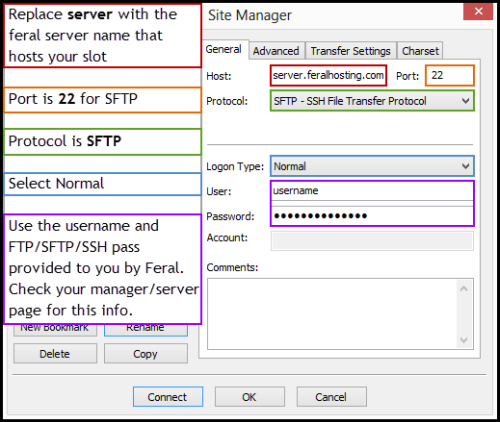 Replace server with the
feral server name that
hosts your slot
Port is 22 for SFTP
Protocol is SFTP
Select Normal
Use the username and
FTP/SFTP/SSH pass
provided to you by Feral.
Check your manager/server
page for this info.
Site Manager
General Advanced Transfer Settings Charset
Host: server.feralhosting.com Port: 22
Protocol: SFTP - SSH File Transfer Protocol
Logon Type: Normal
User: username
Password: ●●●●●●●●●●●●●●
Account:
Comments:
New Bookmark Rename
Delete Copy
Connect OK Cancel